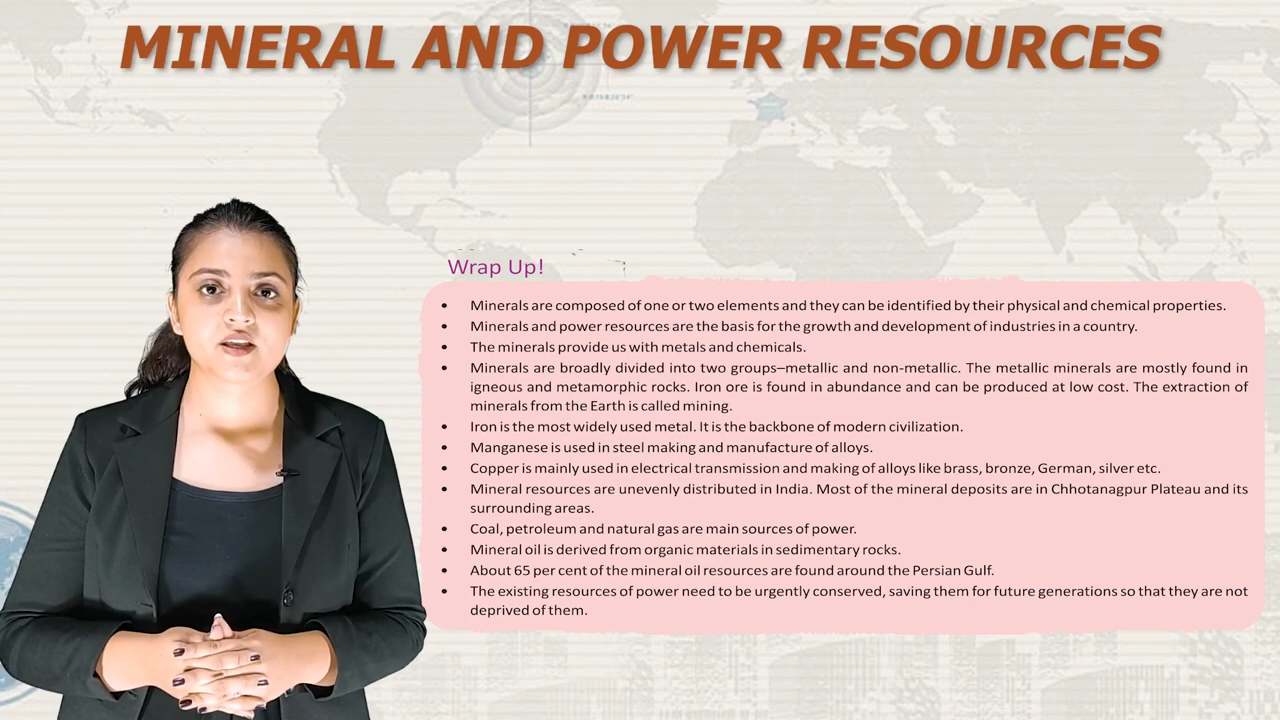 MINERAL AND POWER RESOURCES
Wrap Up!
• Minerals are composed of one or two elements and they can be identified by their physical and chemical properties.
• Minerals and power resources are the basis for the growth and development of industries in a country.
• The minerals provide us with metals and chemicals.
• Minerals are broadly divided into two groups–metallic and non-metallic. The metallic minerals are mostly found in
igneous and metamorphic rocks. Iron ore is found in abundance and can be produced at low cost. The extraction of
minerals from the Earth is called mining.
• Iron is the most widely used metal. It is the backbone of modern civilization.
• Manganese is used in steel making and manufacture of alloys.
• Copper is mainly used in electrical transmission and making of alloys like brass, bronze, German, silver etc.
• Mineral resources are unevenly distributed in India. Most of the mineral deposits are in Chhotanagpur Plateau and its
surrounding areas.
• Coal, petroleum and natural gas are main sources of power.
• Mineral oil is derived from organic materials in sedimentary rocks.
• About 65 per cent of the mineral oil resources are found around the Persian Gulf.
• The existing resources of power need to be urgently conserved, saving them for future generations so that they are not
deprived of them.